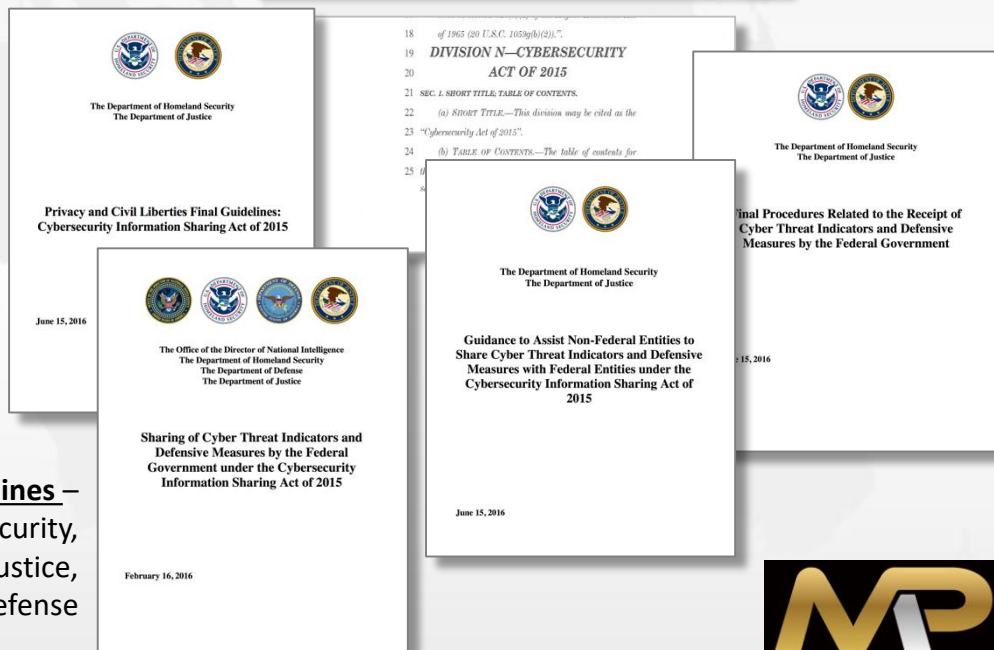 The Department of Homeland Security
The Department of Justice
Privacy and Civil Liberties Final Guidelines:
Cybersecurity Information Sharing Act of 2015
June 15, 2016
18 of 1965 (20 U.S.C. 1059g(b)(2)).”.
19 DIVISION N—CYBERSECURITY
20 ACT OF 2015
21 SEC. 1. SHORT TITLE; TABLE OF CONTENTS.
22 (a) SHORT TITLE.—This division may be cited as the
23 “Cybersecurity Act of 2015”.
24 (b) TABLE OF CONTENTS.—The table of contents for
25
The Department of Homeland Security
The Department of Justice
Final Procedures Related to the Receipt of
Cyber Threat Indicators and Defensive
Measures by the Federal Government
15, 2016
The Office of the Director of National Intelligence
The Department of Homeland Security
The Department of Defense
The Department of Justice
Sharing of Cyber Threat Indicators and
Defensive Measures by the Federal
Government under the Cybersecurity
Information Sharing Act of 2015
February 16, 2016
The Department of Homeland Security
The Department of Justice
Guidance to Assist Non-Federal Entities to
Share Cyber Threat Indicators and Defensive
Measures with Federal Entities under the
Cybersecurity Information Sharing Act of
2015
June 15, 2016
lines –
curity,
ustice,
efense
MP